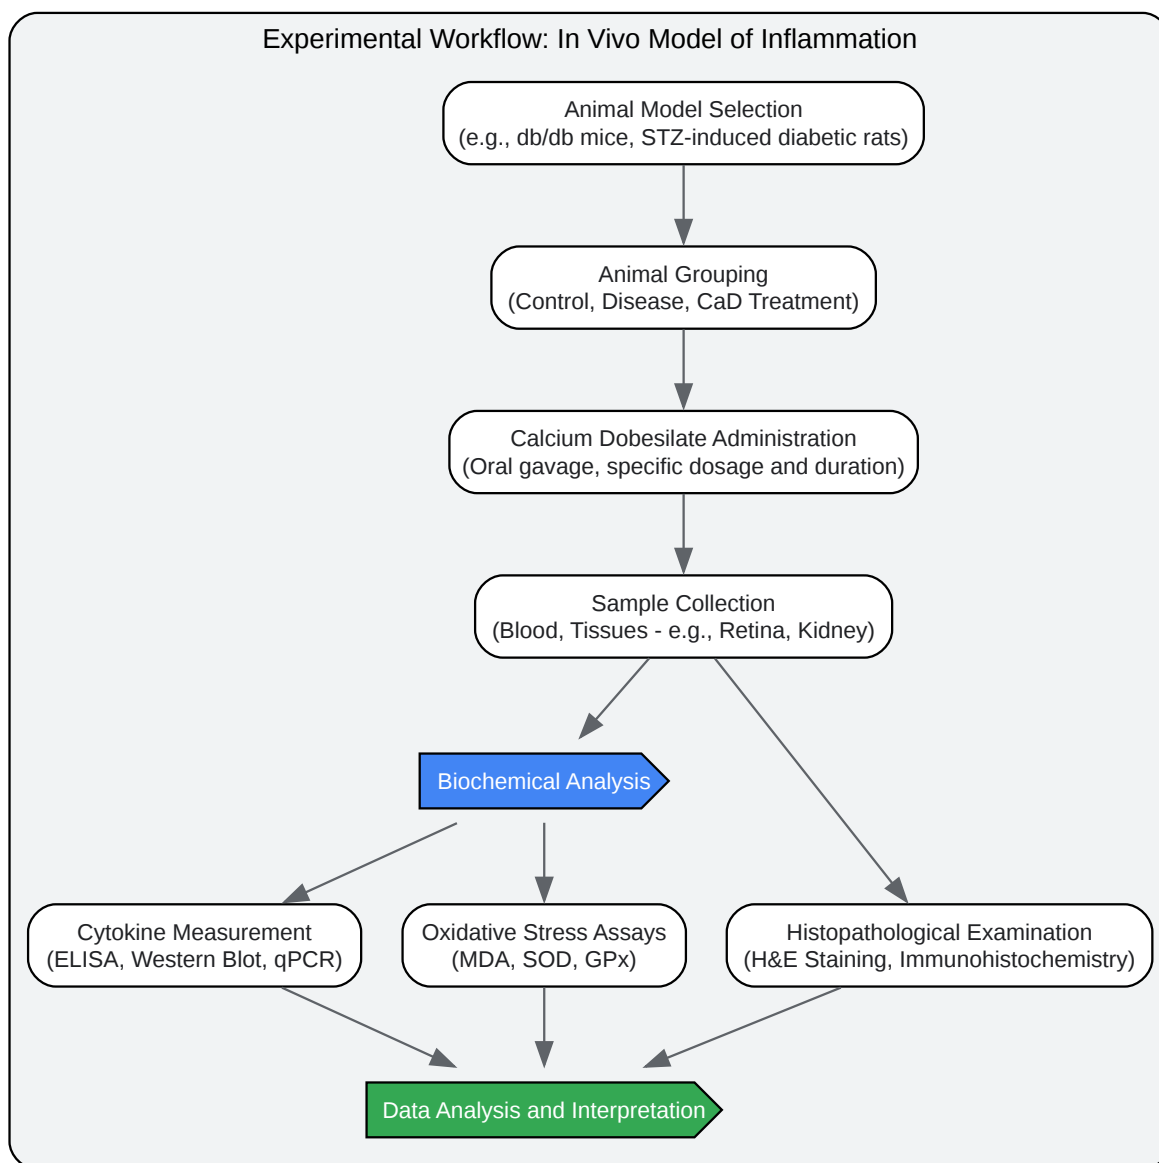 Experimental Workflow: In Vivo Model of Inflammation
Animal Model Selection
(e.g., db/db mice, STZ-induced diabetic rats)
Animal Grouping
(Control, Disease, CaD Treatment)
Calcium Dobesilate Administration
(Oral gavage, specific dosage and duration)
Sample Collection
(Blood, Tissues - e.g., Retina, Kidney)
Biochemical Analysis
Cytokine Measurement
(ELISA, Western Blot, qPCR)
Oxidative Stress Assays
(MDA, SOD, GPx)
Histopathological Examination
(H&E Staining, Immunohistochemistry)
Data Analysis and Interpretation